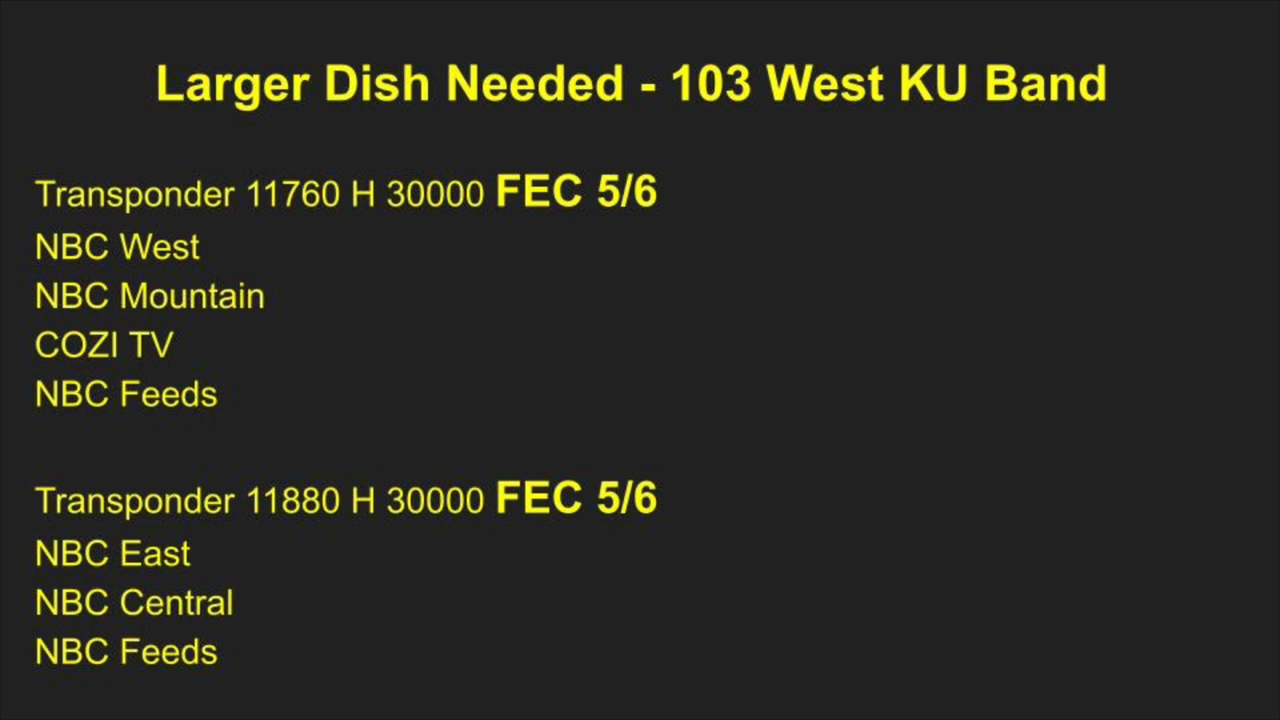 Larger Dish Needed - 103 West KU Band
Transponder 11760 H 30000 FEC 5/6
NBC West
NBC Mountain
COZI TV
NBC Feeds
Transponder 11880 H 30000 FEC 5/6
NBC East
NBC Central
NBC Feeds